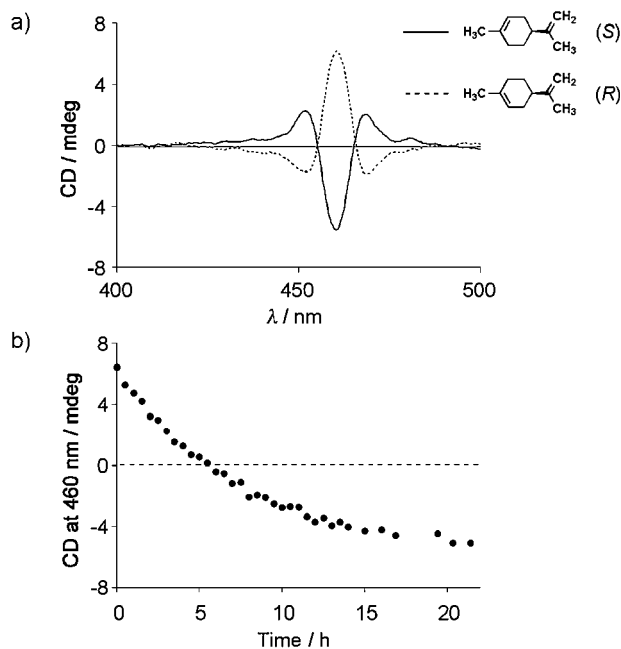 a)
CH₂
H₃C
CH₃
(S)
CH₂
H₃C
CH₃
(R)
CD / mdeg
8
4
0
-4
-8
400
450
500
λ / nm
b)
CD at 460 nm / mdeg
8
4
0
-4
-8
0
5
10
15
20
Time / h